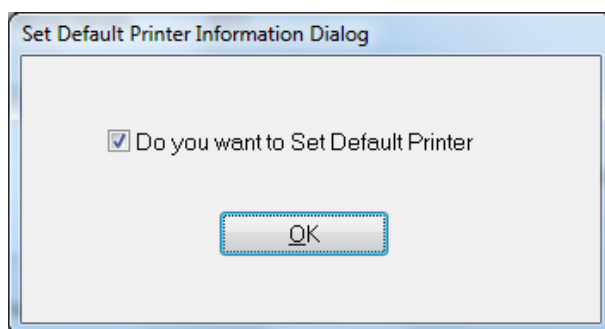 Set Default Printer Information Dialog
Do you want to Set Default Printer
OK